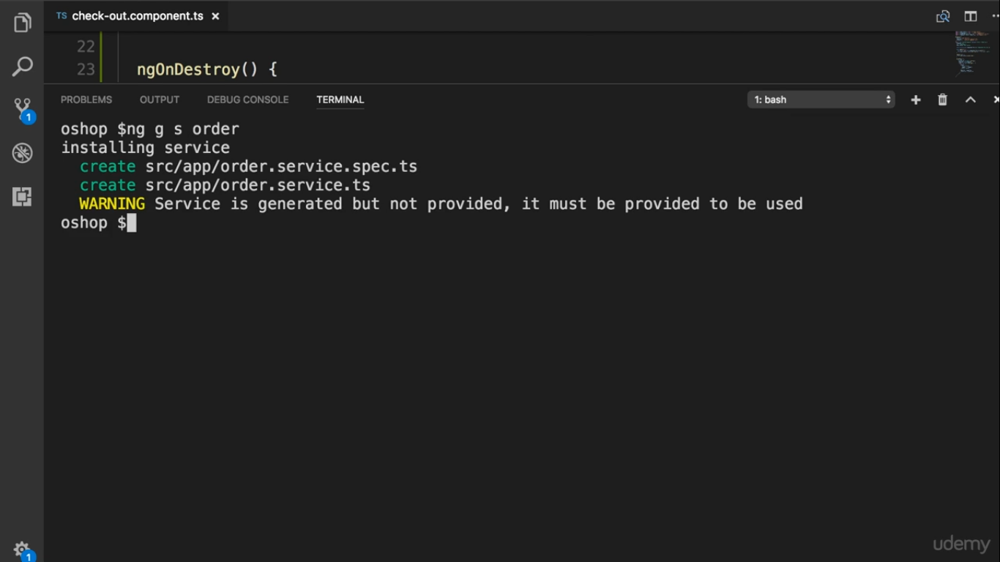 TS check-out.component.ts ×
22
23 ngOnDestroy() {
PROBLEMS OUTPUT DEBUG CONSOLE TERMINAL 1: bash
oshop $ng g s order
installing service
create src/app/order.service.spec.ts
create src/app/order.service.ts
WARNING Service is generated but not provided, it must be provided to be used
oshop $
1
1
udemy